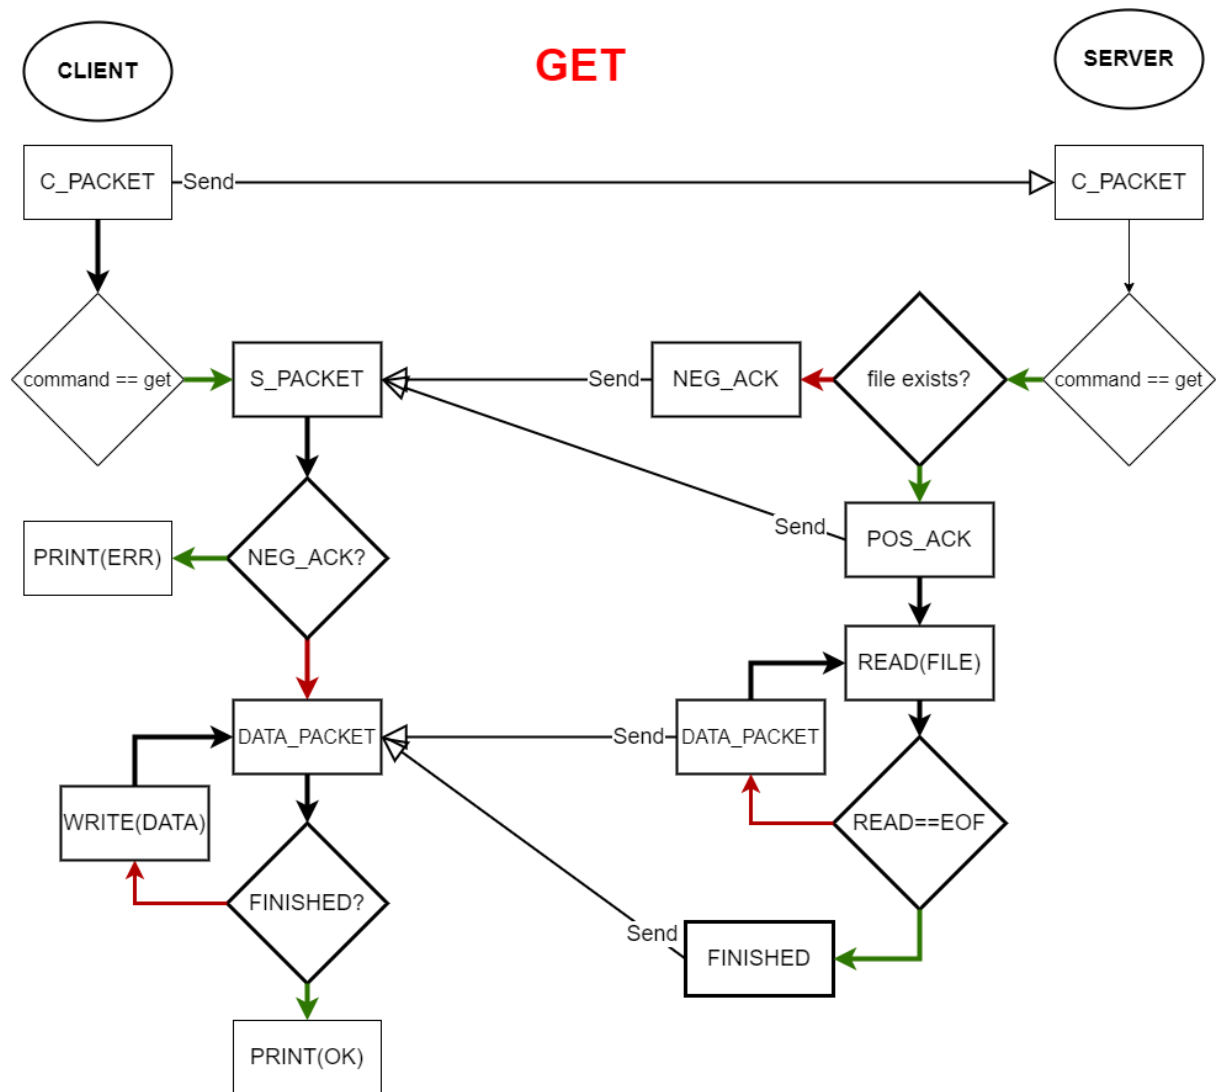 GET
CLIENT
SERVER
C_PACKET
Send
C_PACKET
command == get
S_PACKET
Send
NEG_ACK
file exists?
command == get
Send
POS_ACK
PRINT(ERR)
NEG_ACK?
READ(FILE)
DATA_PACKET
Send
DATA_PACKET
WRITE(DATA)
READ==EOF
FINISHED?
Send
FINISHED
PRINT(OK)